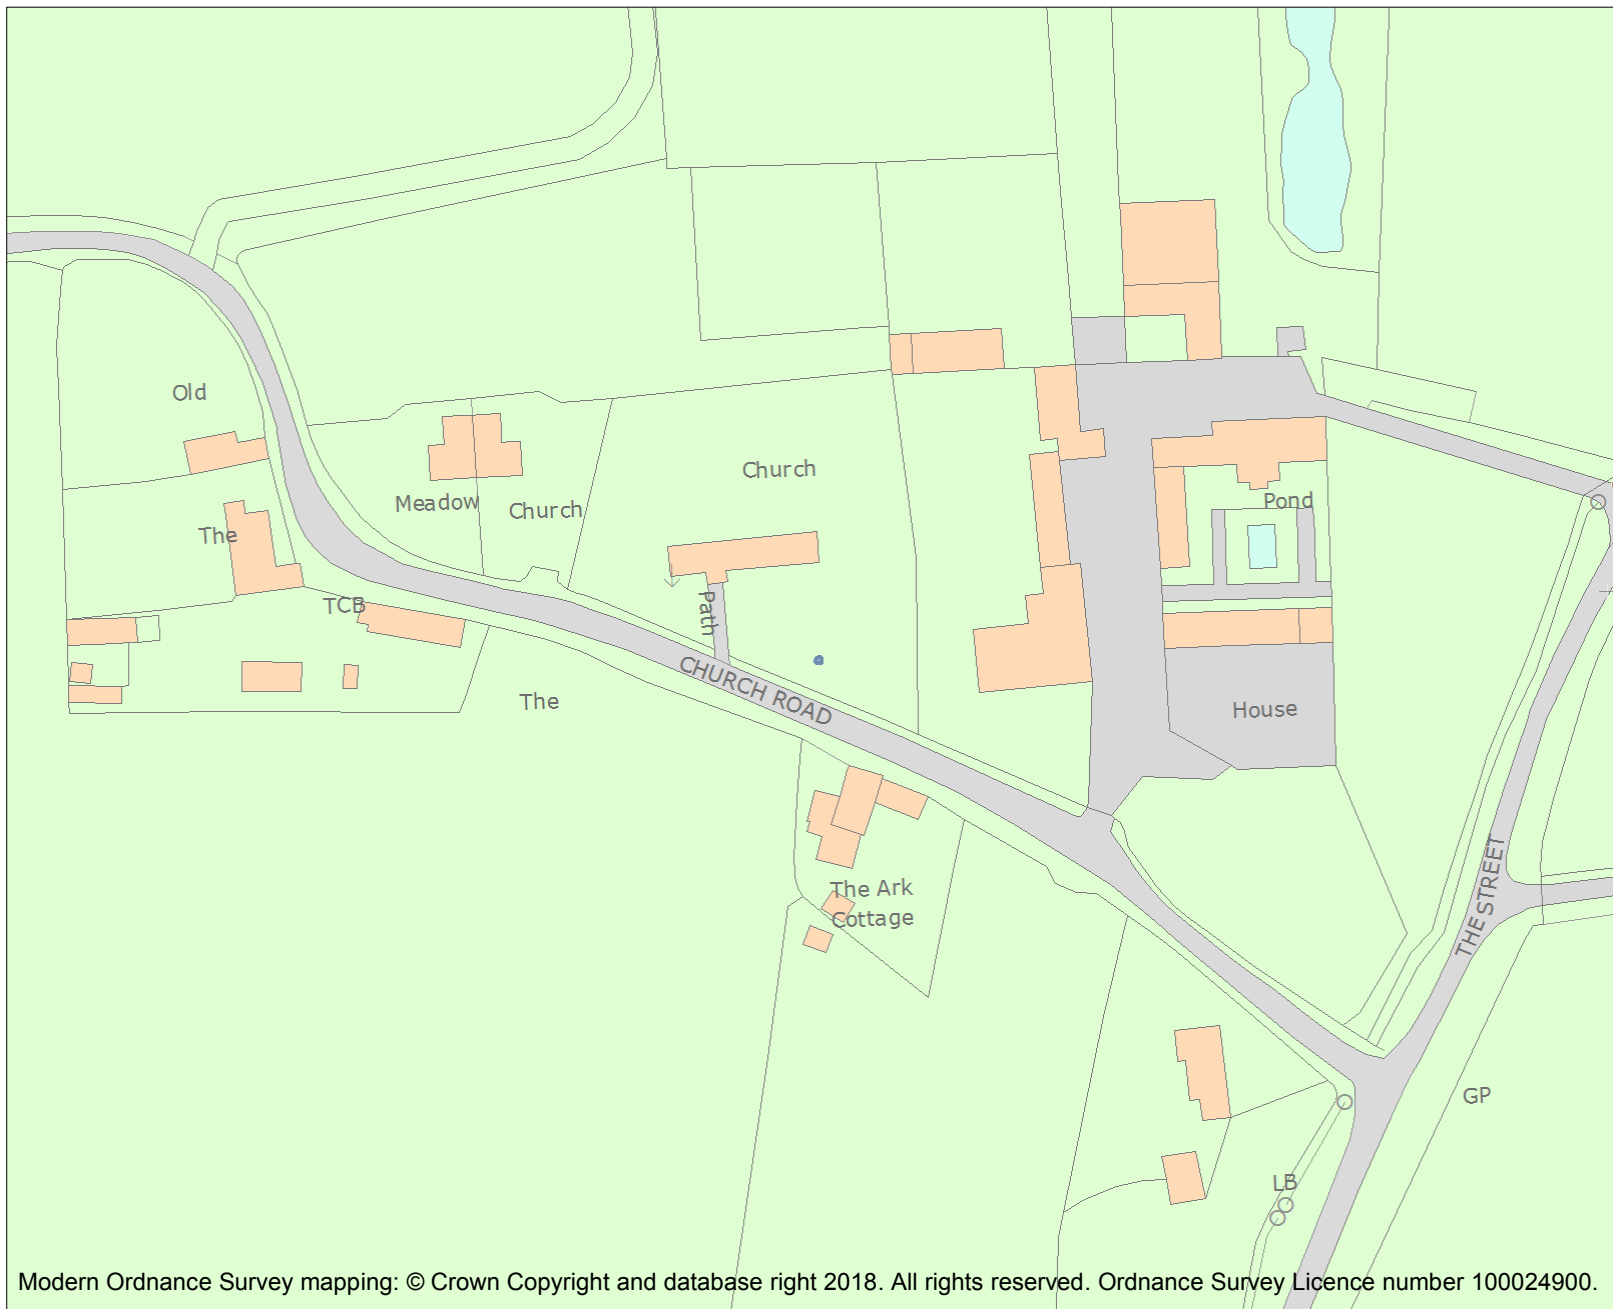 Old
Church
Meadow
Church
Pond
The
TCB
Path
CHURCH ROAD
The
House
The Ark
Cottage
THE STREET
GP
LB
Modern Ordnance Survey mapping: © Crown Copyright and database right 2018. All rights reserved. Ordnance Survey Licence number 100024900.